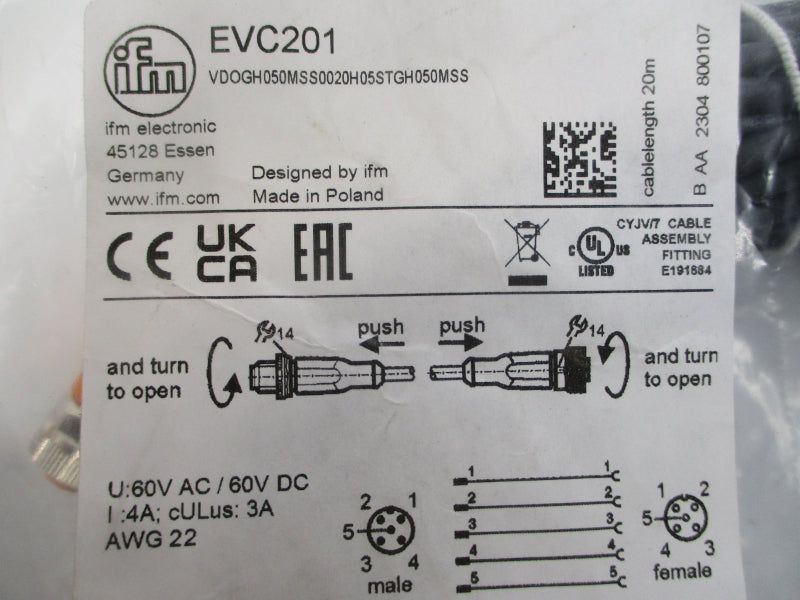 ifm
EVC201
VDOGH050MSS0020H05STGH050MSS
ifm electronic
45128 Essen
Germany
www.ifm.com
Designed by ifm
Made in Poland
cablelength 20m
B AA 2304 800107
CE
UK
CA
EAC
C UL US
LISTED
CYJV/7 CABLE
ASSEMBLY
FITTING
E191684
and turn
to open
14
push
push
14
and turn
to open
U:60V AC / 60V DC
I :4A; cULus: 3A
AWG 22
2 1
5
3 4
male
1 1
2 2
3 3
4 4
5 5
1 2
5
4 3
female